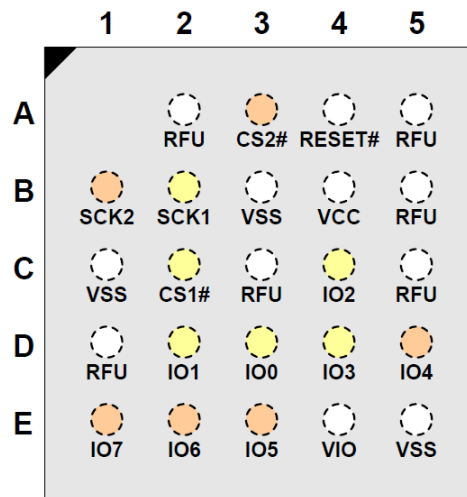 1 2 3 4 5
A
RFU CS2# RESET# RFU
B
SCK2 SCK1 VSS VCC RFU
C
VSS CS1# RFU IO2 RFU
D
RFU IO1 IO0 IO3 IO4
E
IO7 IO6 IO5 VIO VSS